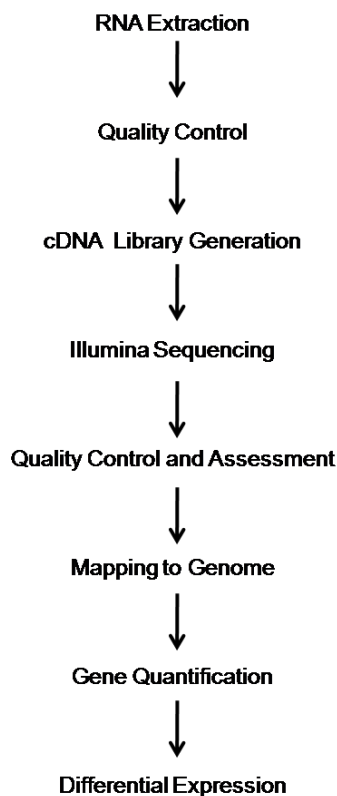 RNA Extraction
Quality Control
cDNA Library Generation
Illumina Sequencing
Quality Control and Assessment
Mapping to Genome
Gene Quantification
Differential Expression